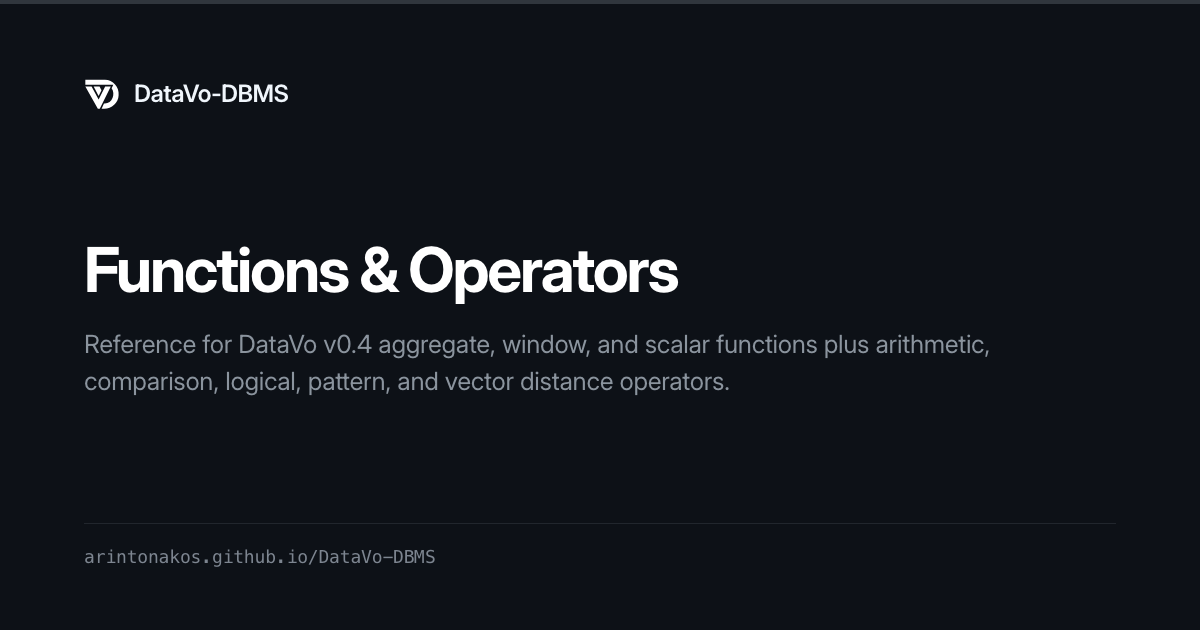 DataVo-DBMS
Functions & Operators
Reference for DataVo v0.4 aggregate, window, and scalar functions plus arithmetic,
comparison, logical, pattern, and vector distance operators.
arintonakos.github.io/DataVo-DBMS